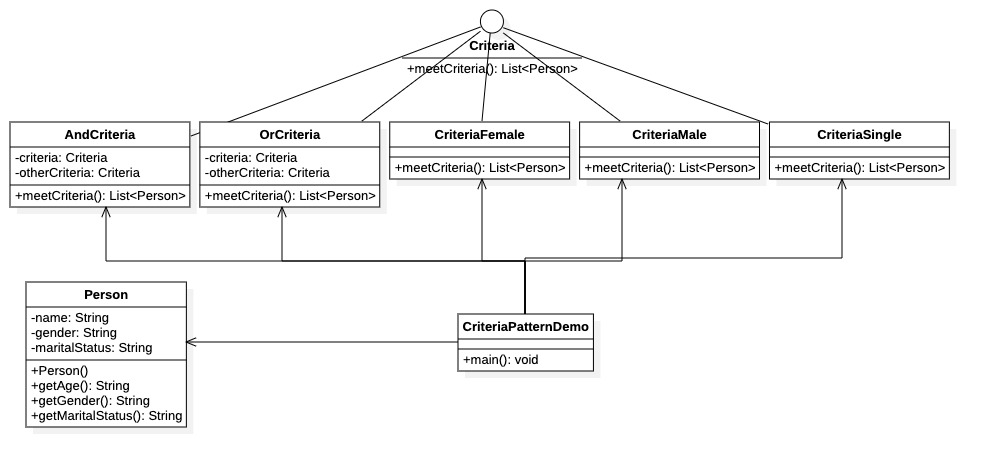 Criteria
+meetCriteria(): List<Person>
AndCriteria
-criteria: Criteria
-otherCriteria: Criteria
+meetCriteria(): List<Person>
OrCriteria
-criteria: Criteria
-otherCriteria: Criteria
+meetCriteria(): List<Person>
CriteriaFemale
+meetCriteria(): List<Person>
CriteriaMale
+meetCriteria(): List<Person>
CriteriaSingle
+meetCriteria(): List<Person>
Person
-name: String
-gender: String
-maritalStatus: String
+Person()
+getAge(): String
+getGender(): String
+getMaritalStatus(): String
CriteriaPatternDemo
+main(): void